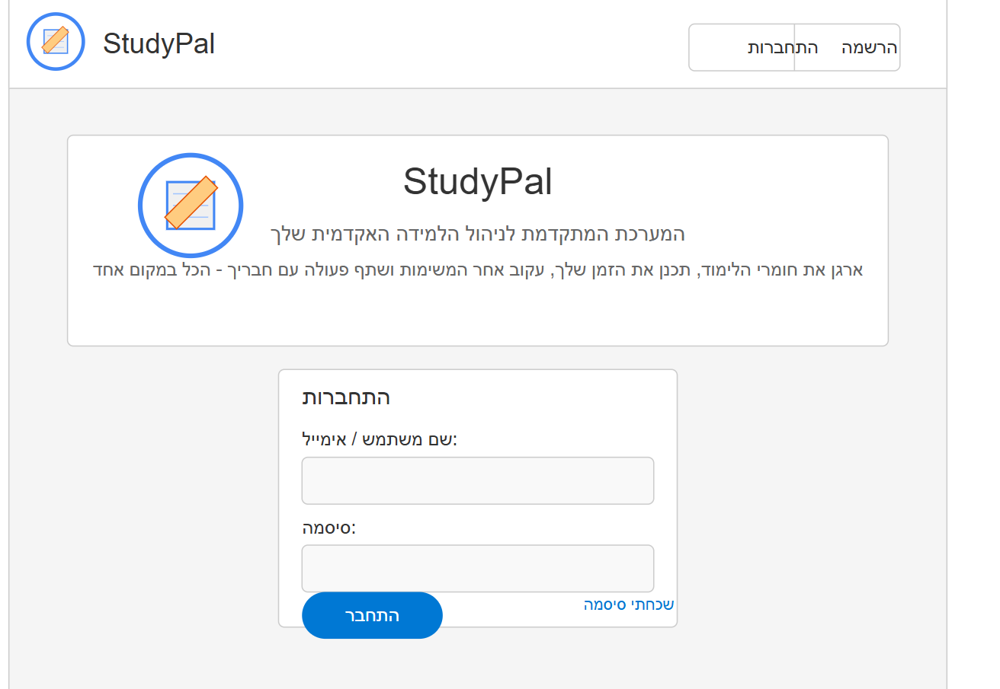 StudyPal
הרשמה
התחברות
StudyPal
המערכת המתקדמת לניהול הלמידה האקדמית שלך
ארגן את חומרי הלימוד, תכנן את הזמן שלך, עקוב אחר המשימות ושתף פעולה עם חבריך - הכל במקום אחד
התחברות
שם משתמש / אימייל:
סיסמה:
שכחתי סיסמה
התחבר